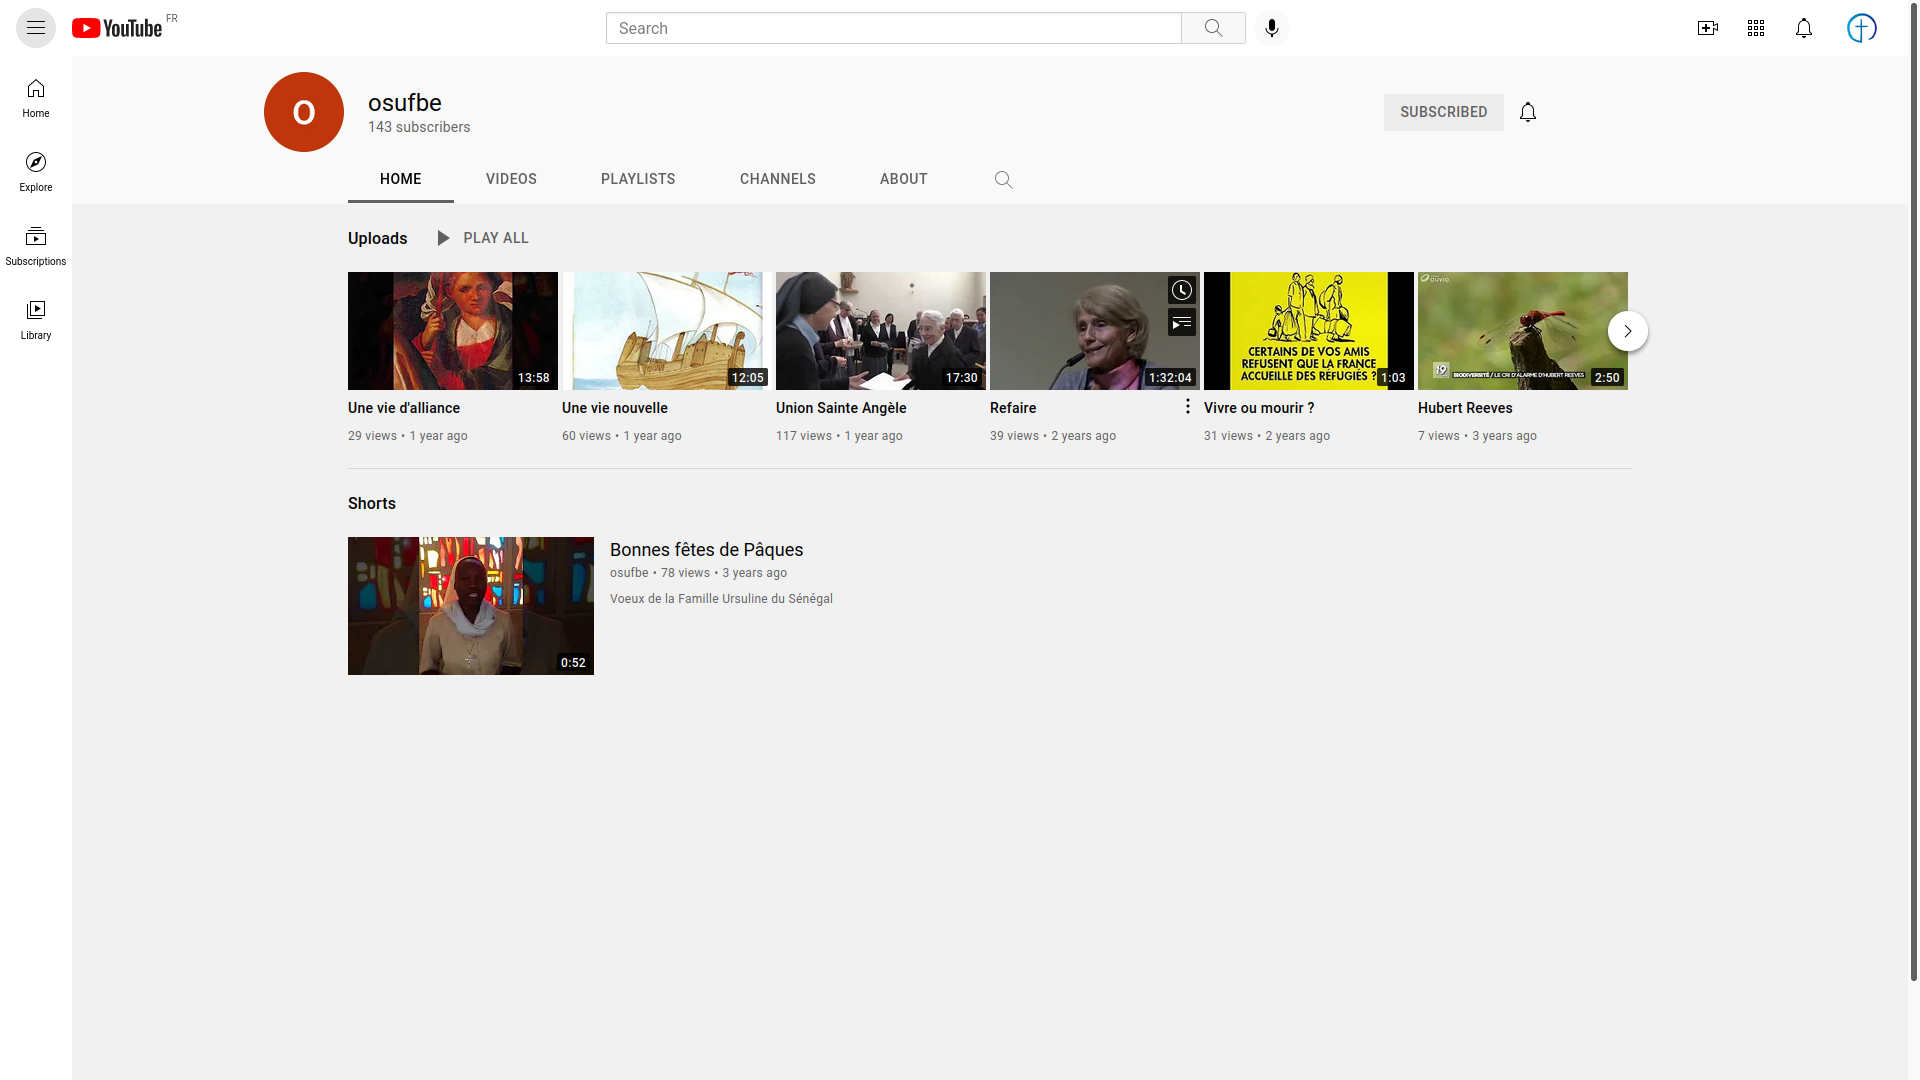 YouTube FR
Search
Home
Explore
Subscriptions
Library
O
osufbe
143 subscribers
SUBSCRIBED
HOME
VIDEOS
PLAYLISTS
CHANNELS
ABOUT
Uploads
PLAY ALL
13:58
Une vie d'alliance
29 views • 1 year ago
12:05
Une vie nouvelle
60 views • 1 year ago
17:30
Union Sainte Angèle
117 views • 1 year ago
1:32:04
Refaire
39 views • 2 years ago
CERTAINS DE VOS AMIS
REFUSENT QUE LA FRANCE
ACCUEILLE DES RÉFUGIÉS ?
1:03
Vivre ou mourir ?
31 views • 2 years ago
OUVIO
19
BIODIVERSITÉ / LE CRI D'ALARME D'HUBERT REEVES
2:50
Hubert Reeves
7 views • 3 years ago
Shorts
0:52
Bonnes fêtes de Pâques
osufbe • 78 views • 3 years ago
Voeux de la Famille Ursuline du Sénégal